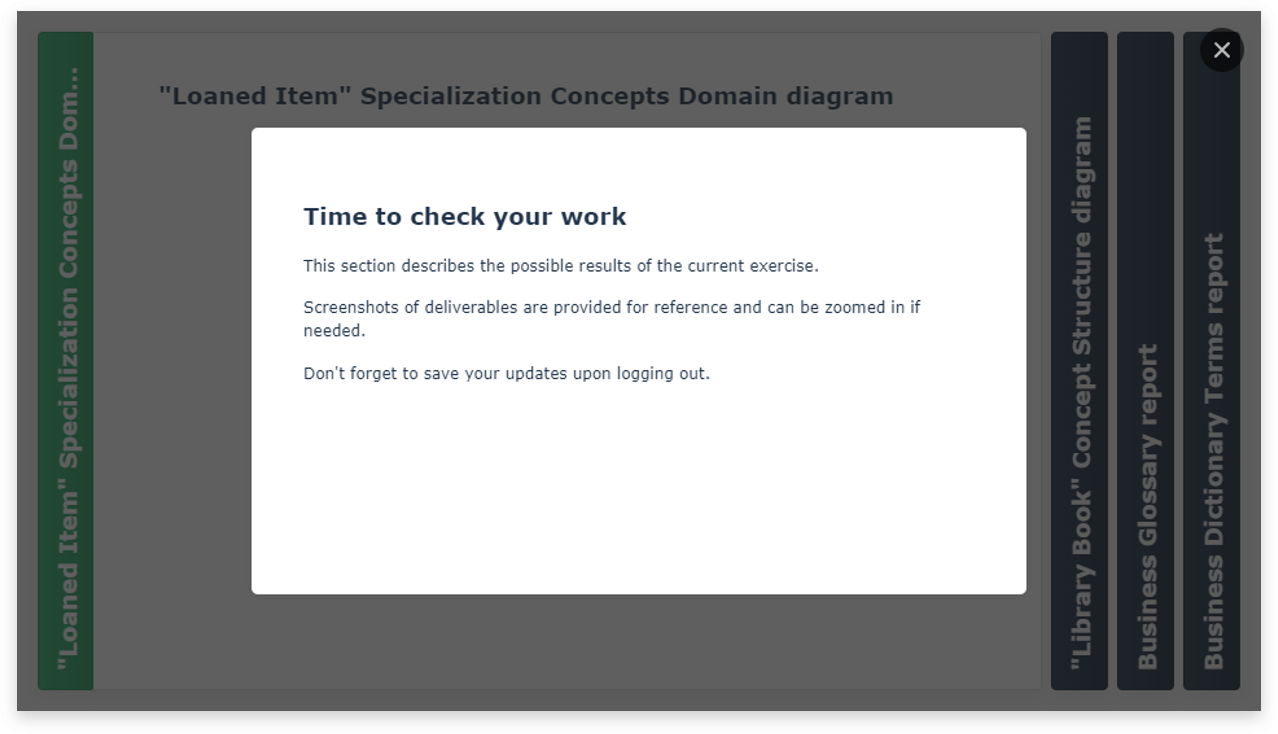 "Loaned Item" Specialization Concepts Dom...
"Loaned Item" Specialization Concepts Domain diagram
Time to check your work
This section describes the possible results of the current exercise.
Screenshots of deliverables are provided for reference and can be zoomed in if
needed.
Don't forget to save your updates upon logging out.
"Library Book" Concept Structure diagram
Business Glossary report
Business Dictionary Terms report